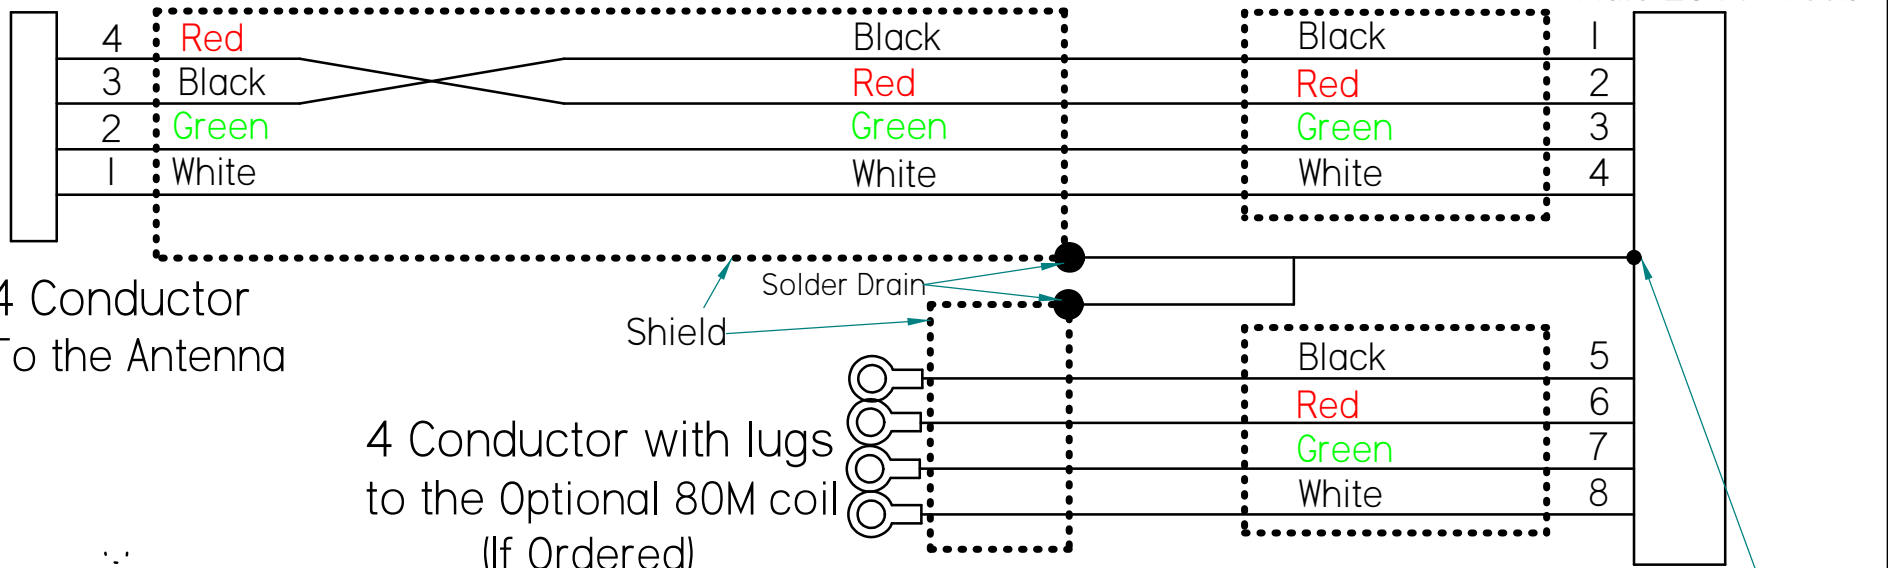 4 Red Black Black 1
3 Black Red Red 2
2 Green Green Green 3
1 White White White 4
Solder Drain
4 Conductor
Shield
To the Antenna
Black 5
Red 6
4 Conductor with lugs
Green 7
to the Optional 80M coil
White 8
(If Ordered)